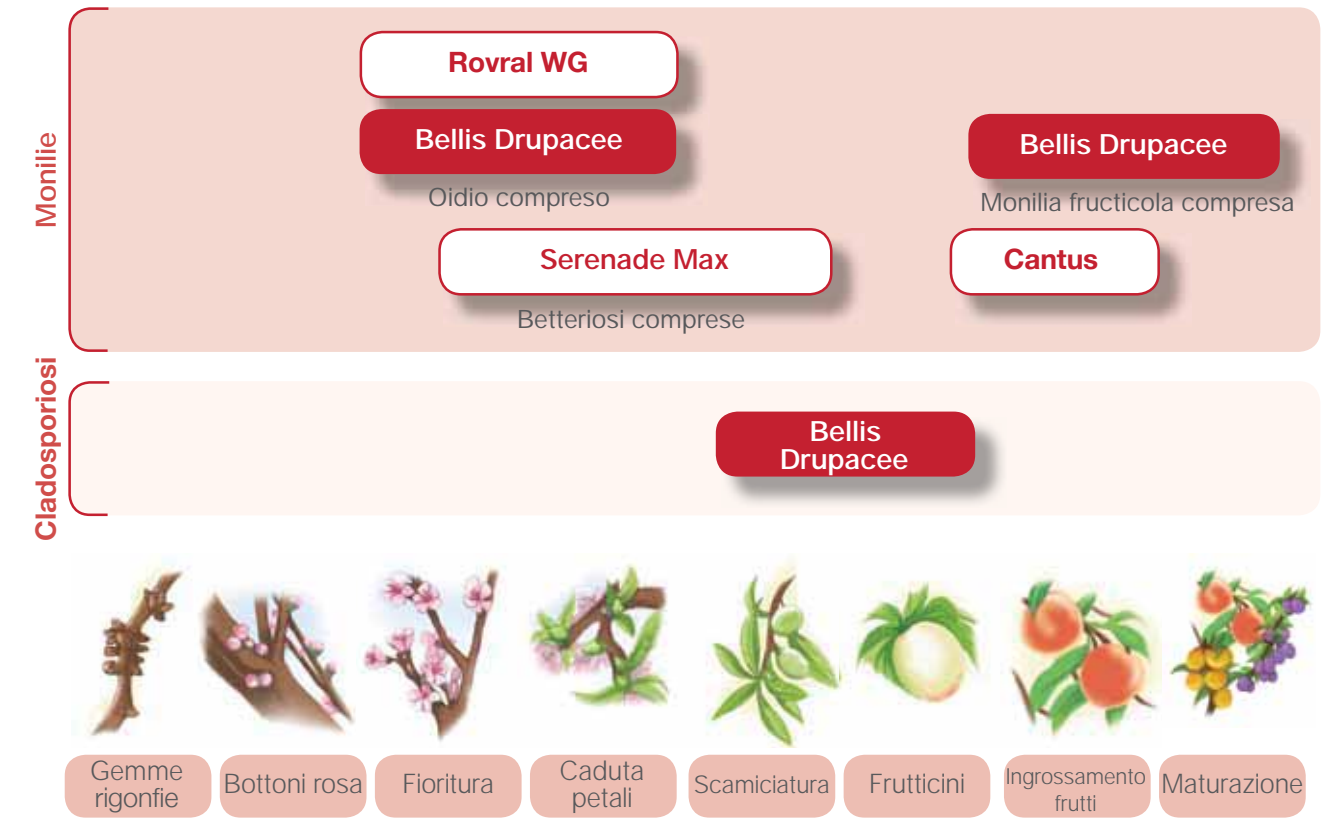 Monilie
Rovral WG
Bellis Drupacee
Oidio compreso
Serenade Max
Betteriosi comprese
Bellis Drupacee
Monilia fructicola compresa
Cantus
Cladosporiosi
Bellis
Drupacee
Gemme
rigonfie
Bottoni rosa
Fioritura
Caduta
petali
Scamiciatura
Frutticini
Ingrossamento
frutti
Maturazione